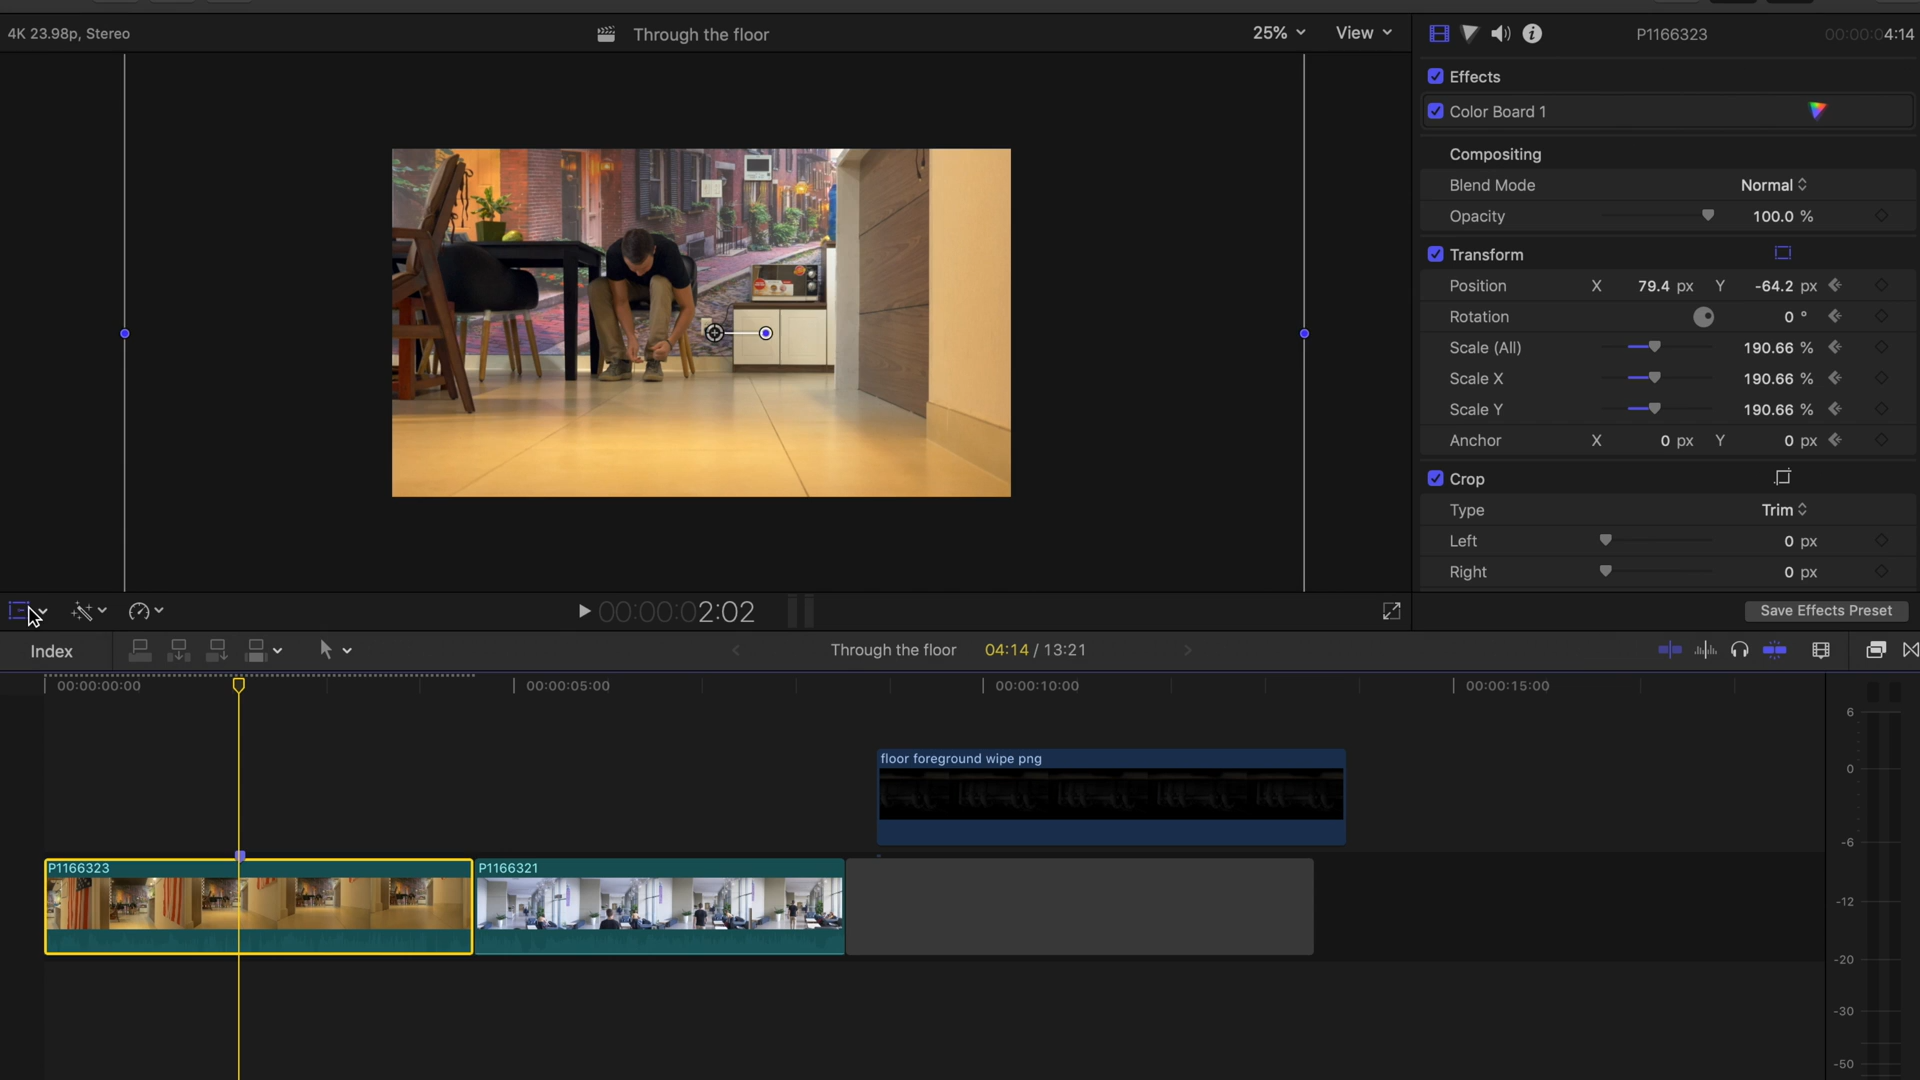 4K 23.98p, Stereo
Through the floor
25%
View
P1166323
00:00:04:14
Effects
Color Board 1
Compositing
Blend Mode Normal
Opacity 100.0 %
Transform
Position X 79.4 px Y -64.2 px
Rotation 0 °
Scale (All) 190.66 %
Scale X 190.66 %
Scale Y 190.66 %
Anchor X 0 px Y 0 px
Crop
Type Trim
Left 0 px
Right 0 px
00:00:02:02
Save Effects Preset
Index
Through the floor 04:14 / 13:21
00:00:00:00
00:00:05:00
00:00:10:00
00:00:15:00
6
0
-6
-12
-20
-30
-50
floor foreground wipe png
P1166323
P1166321